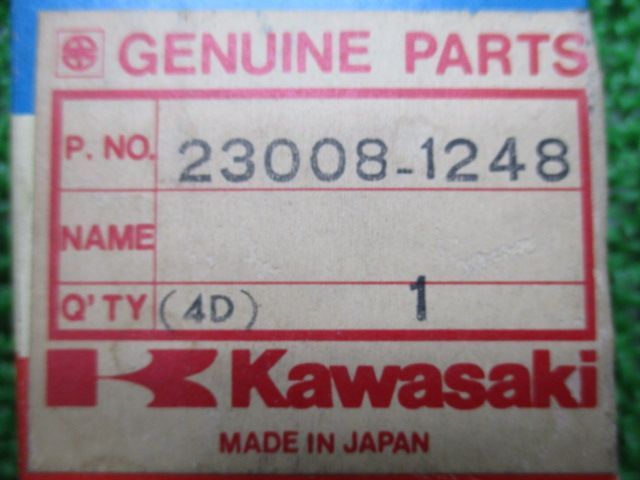 GENUINE PARTS
P. NO. 23008-1248
NAME
Q'TY (4D) 1
Kawasaki
MADE IN JAPAN